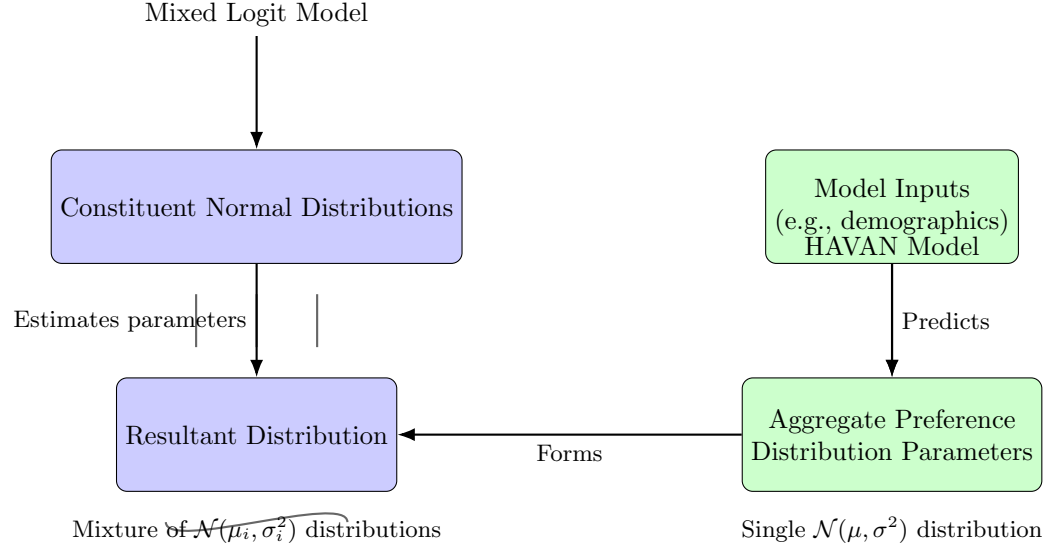 Mixed Logit Model
Constituent Normal Distributions
Model Inputs
(e.g., demographics)
HAVAN Model
Estimates parameters
Predicts
Resultant Distribution
Forms
Aggregate Preference
Distribution Parameters
Mixture of 𝒩(μᵢ, σᵢ²) distributions
Single 𝒩(μ, σ²) distribution